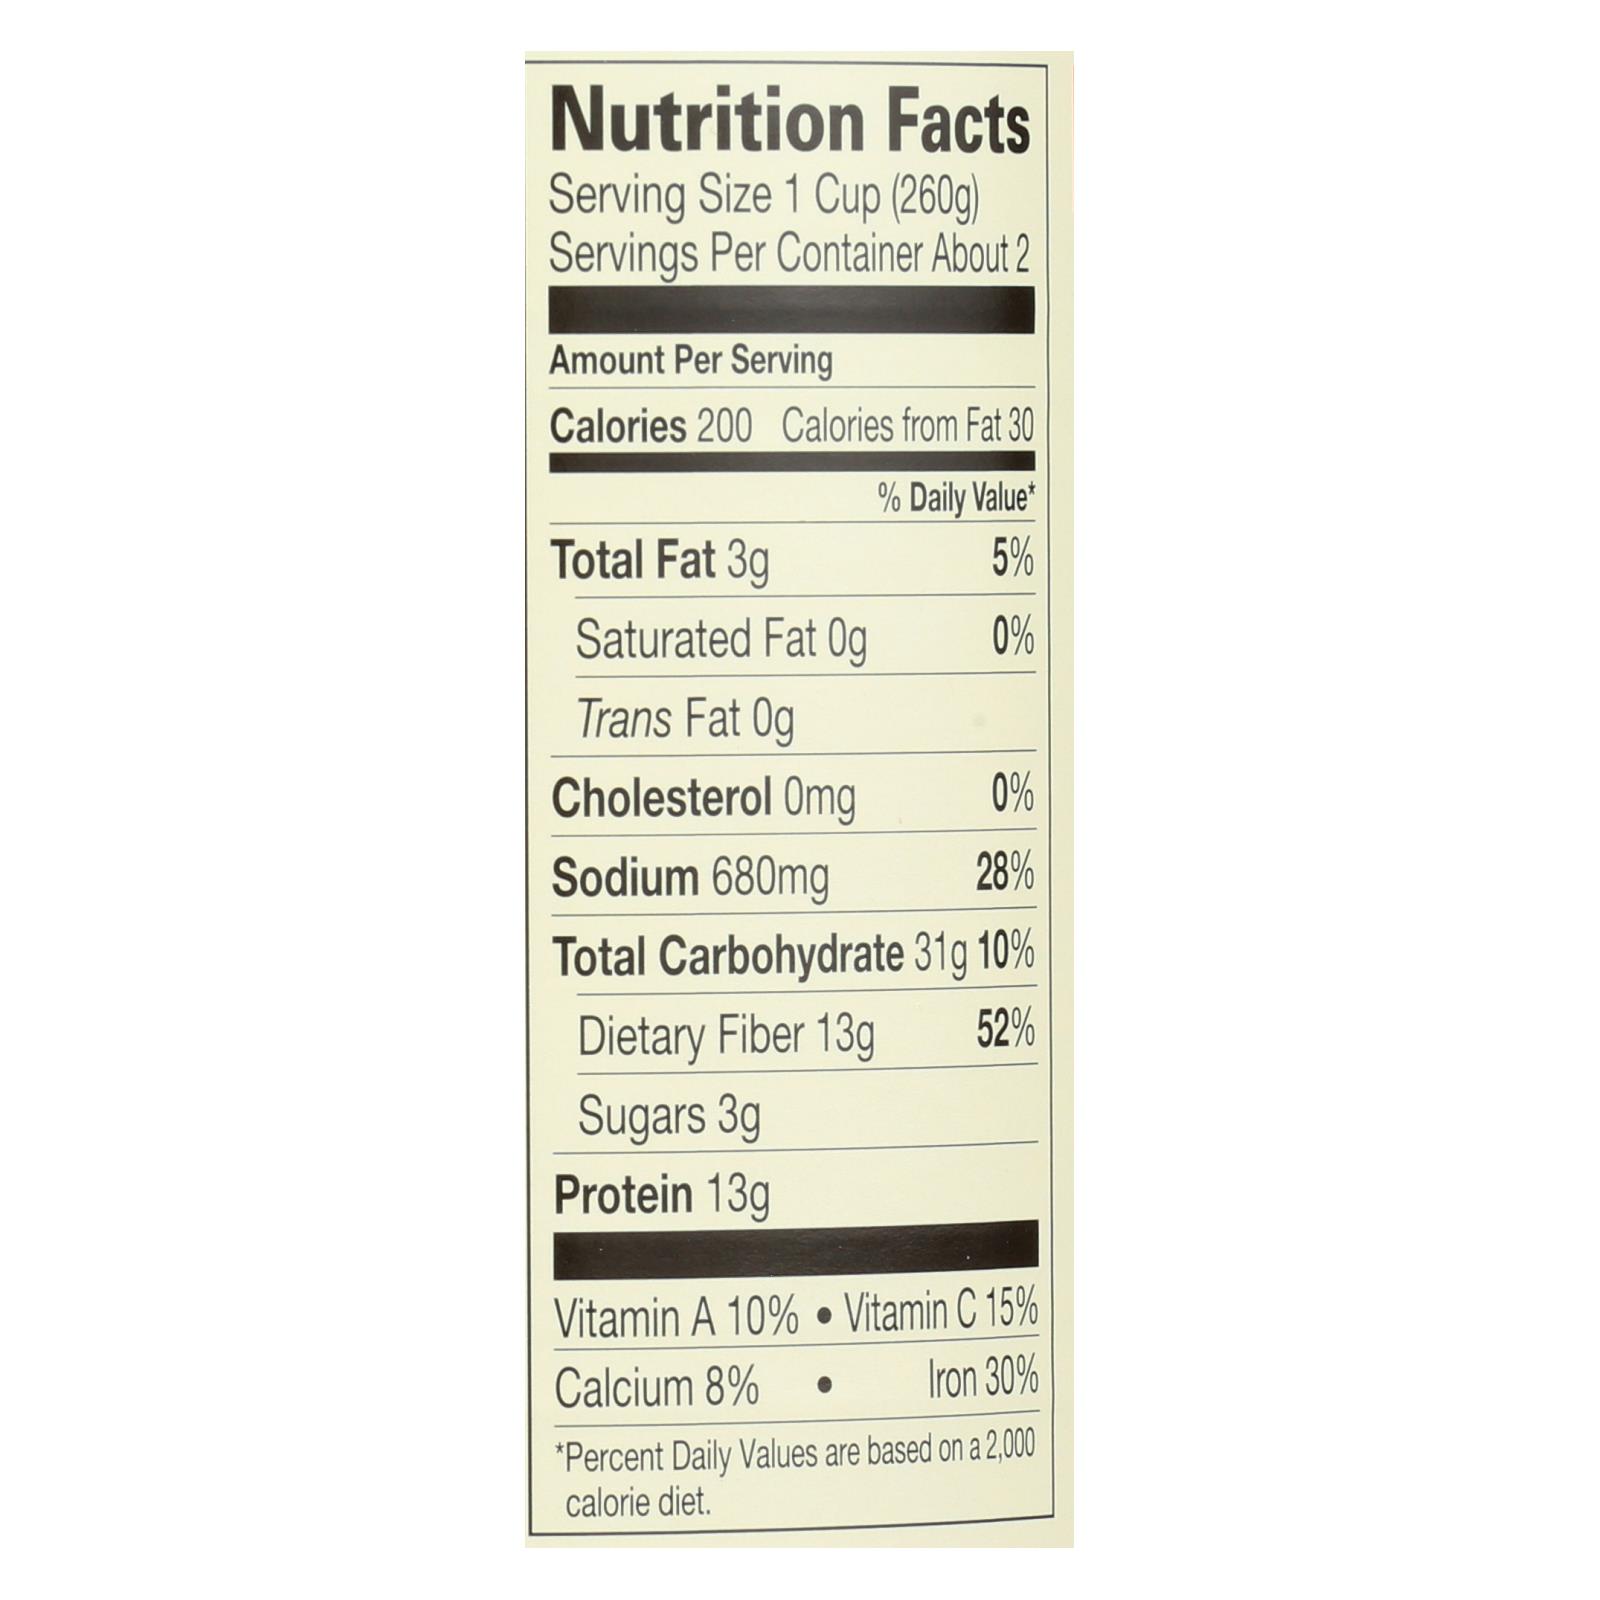 Nutrition Facts
Serving Size 1 Cup (260g)
Servings Per Container About 2
Amount Per Serving
Calories 200 Calories from Fat 30
% Daily Value*
Total Fat 3g 5%
Saturated Fat 0g 0%
Trans Fat 0g
Cholesterol 0mg 0%
Sodium 680mg 28%
Total Carbohydrate 31g 10%
Dietary Fiber 13g 52%
Sugars 3g
Protein 13g
Vitamin A 10% • Vitamin C 15%
Calcium 8% • Iron 30%
*Percent Daily Values are based on a 2,000
calorie diet.